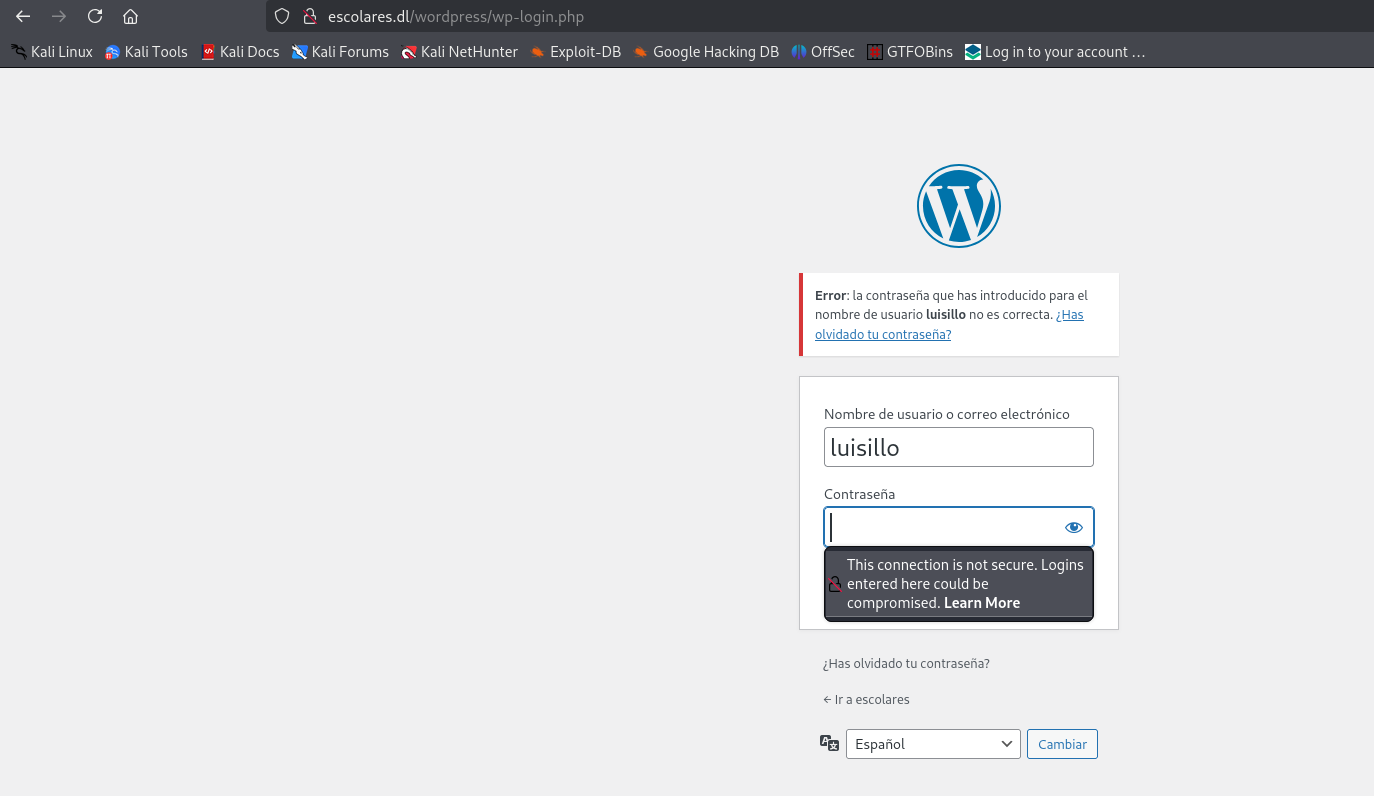 escolares.dl/wordpress/wp-login.php
Kali Linux Kali Tools Kali Docs Kali Forums Kali NetHunter Exploit-DB Google Hacking DB OffSec GTFOBins Log in to your account …
Error: la contraseña que has introducido para el
nombre de usuario luisillo no es correcta. ¿Has
olvidado tu contraseña?
Nombre de usuario o correo electrónico
luisillo
Contraseña
This connection is not secure. Logins
entered here could be
compromised. Learn More
¿Has olvidado tu contraseña?
← Ir a escolares
Español Cambiar